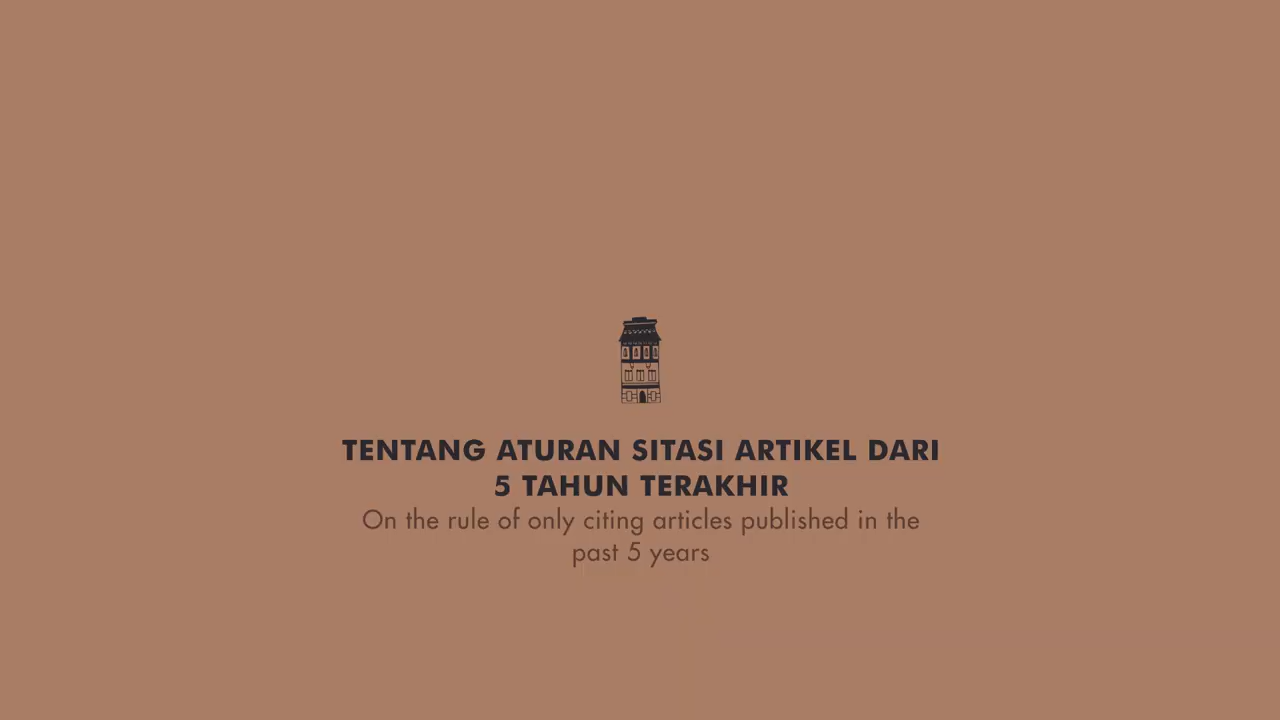 TENTANG ATURAN SITASI ARTIKEL DARI
5 TAHUN TERAKHIR
On the rule of only citing articles published in the
past 5 years